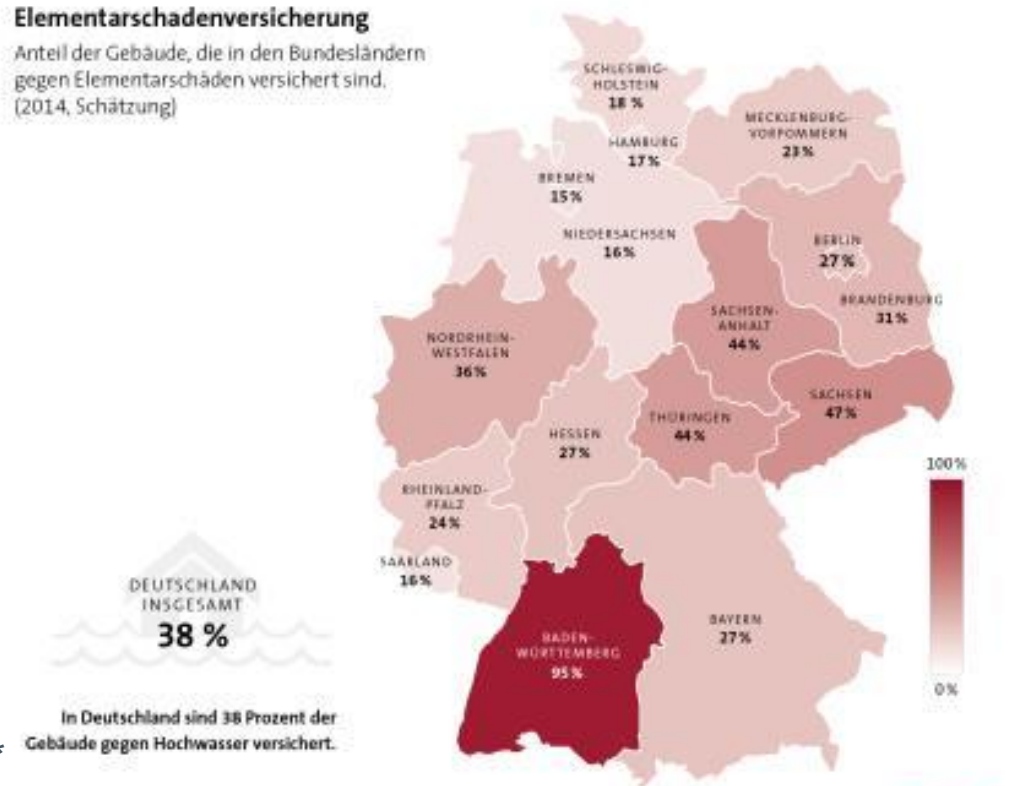 Elementarschadenversicherung
Anteil der Gebäude, die in den Bundesländern
gegen Elementarschäden versichert sind.
(2014, Schätzung)
SCHLESWIG-
HOLSTEIN
18 %
MECKLENBURG-
VORPOMMERN
23%
HAMBURG
17%
BREMEN
15%
NIEDERSACHSEN
16%
BERLIN
27%
BRANDENBURG
31%
SACHSEN-
ANHALT
44%
NORDRHEIN-
WESTFALEN
36%
SACHSEN
47%
THÜRINGEN
44%
HESSEN
27%
RHEINLAND-
PFALZ
24%
SAARLAND
16%
BADEN-
WÜRTTEMBERG
95%
BAYERN
27%
100%
0%
DEUTSCHLAND
INSGESAMT
38 %
In Deutschland sind 38 Prozent der
Gebäude gegen Hochwasser versichert.
*